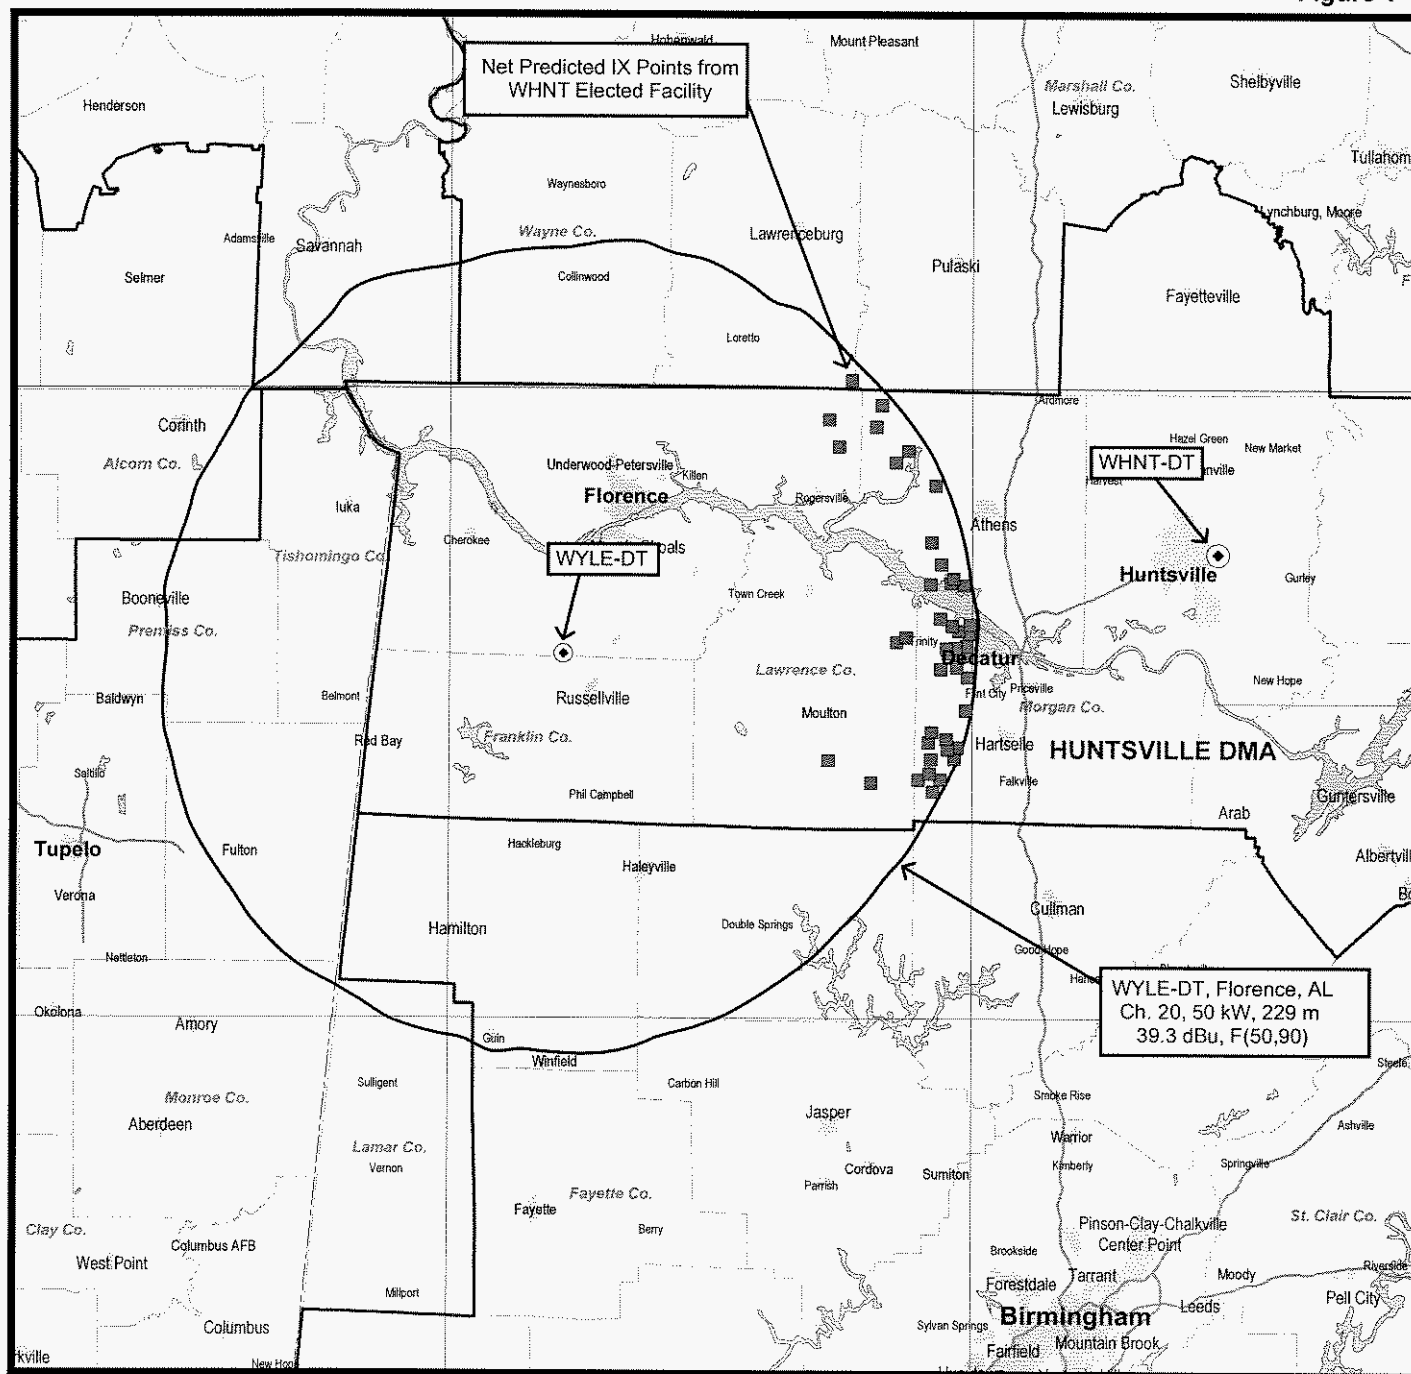 Hohenwald
Mount Pleasant
Net Predicted IX Points from
WHNT Elected Facility
Marshall Co.
Lewisburg
Shelbyville
Henderson
Waynesboro
Lynchburg, Moore
Adamsville
Savannah
Wayne Co.
Lawrenceburg
Pulaski
Selmer
Collinwood
Fayetteville
Loretto
Corinth
Ardmore
Alcorn Co.
Underwood-Petersville
Killen
Hazel Green
New Market
WHNT-DT
Florence
Rogersville
Iuka
Athens
Cherokee
Tishomingo Co.
WYLE-DT
Huntsville
Gurley
Booneville
Town Creek
Prentiss Co.
Trinity
Decatur
Lawrence Co.
Baldwyn
Belmont
Russellville
Flint City
Priceville
New Hope
Moulton
Morgan Co.
Red Bay
Franklin Co.
Hartselle
HUNTSVILLE DMA
Saltillo
Falkville
Phil Campbell
Guntersville
Arab
Tupelo
Fulton
Hackleburg
Haleyville
Verona
Cullman
Hamilton
Double Springs
Good Hope
Nettleton
WYLE-DT, Florence, AL
Ch. 20, 50 kW, 229 m
39.3 dBu, F(50,90)
Okolona
Amory
Guin
Winfield
Steele
Sulligent
Carbon Hill
Monroe Co.
Smoke Rise
Aberdeen
Jasper
Ashville
Warrior
Lamar Co.
Vernon
Cordova
Sumiton
Kimberly
Springville
Parrish
Fayette Co.
Fayette
Berry
St. Clair Co.
Clay Co.
Columbus AFB
West Point
Pinson-Clay-Chalkville
Center Point
Brookside
Tarrant
Moody
Riverside
Forestdale
Millport
Leeds
Pell City
Columbus
Sylvan Springs
Birmingham
Mountain Brook
Fairfield